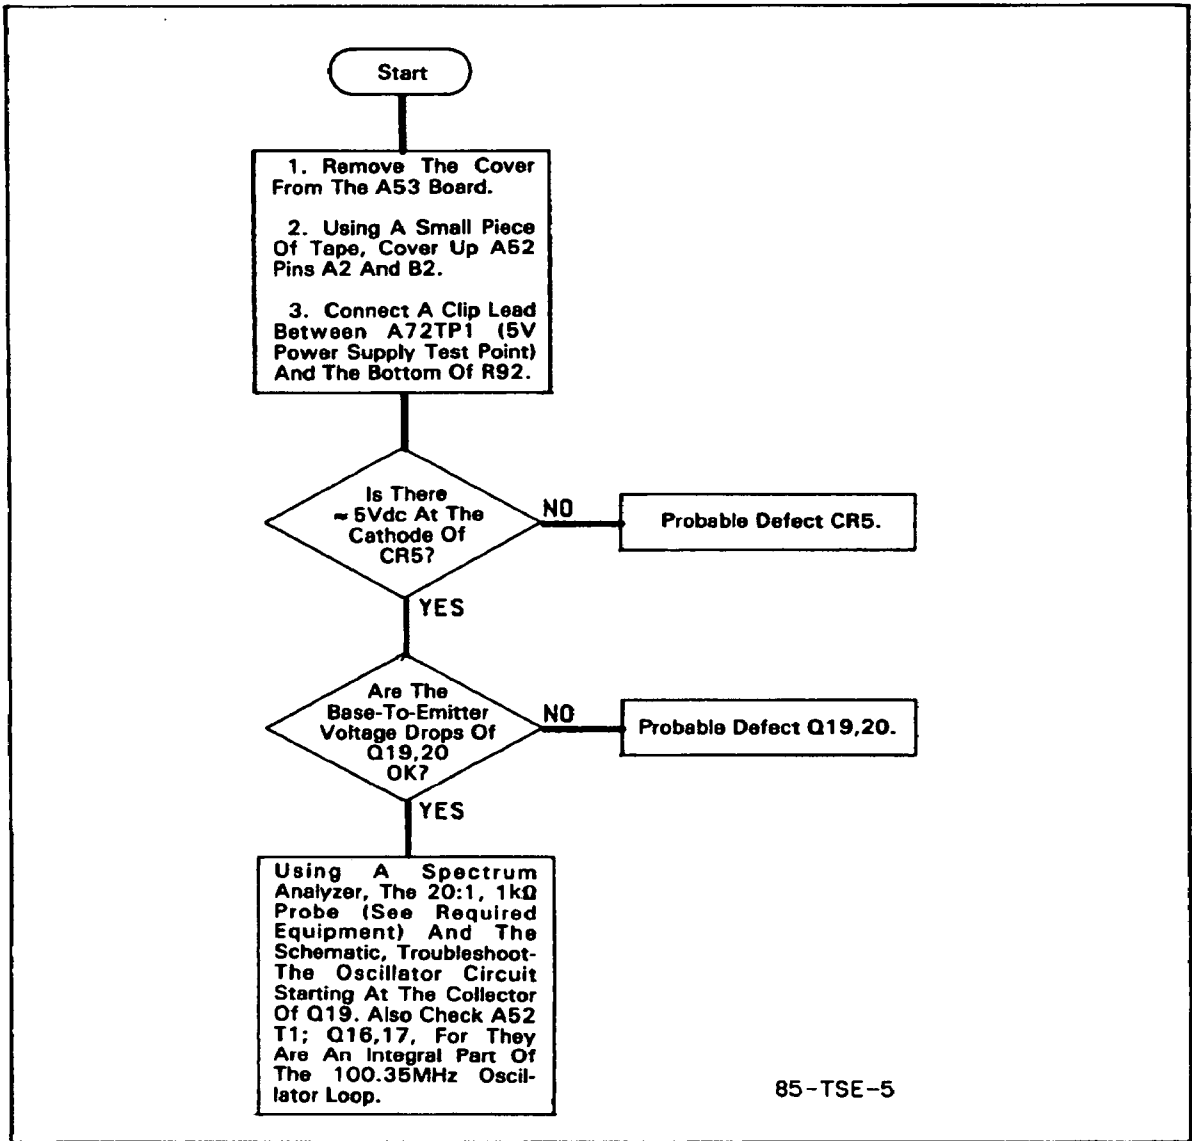 Start
1. Remove The Cover
From The A53 Board.
2. Using A Small Piece
Of Tape, Cover Up A52
Pins A2 And B2.
3. Connect A Clip Lead
Between A72TP1 (5V
Power Supply Test Point)
And The Bottom Of R92.
Is There
≈ 5Vdc At The
Cathode Of
CR5?
NO
Probable Defect CR5.
YES
Are The
Base-To-Emitter
Voltage Drops Of
Q19,20
OK?
NO
Probable Defect Q19,20.
YES
Using A Spectrum
Analyzer, The 20:1, 1kΩ
Probe (See Required
Equipment) And The
Schematic, Troubleshoot-
The Oscillator Circuit
Starting At The Collector
Of Q19. Also Check A52
T1; Q16,17, For They
Are An Integral Part Of
The 100.35MHz Oscil-
lator Loop.
85-TSE-5